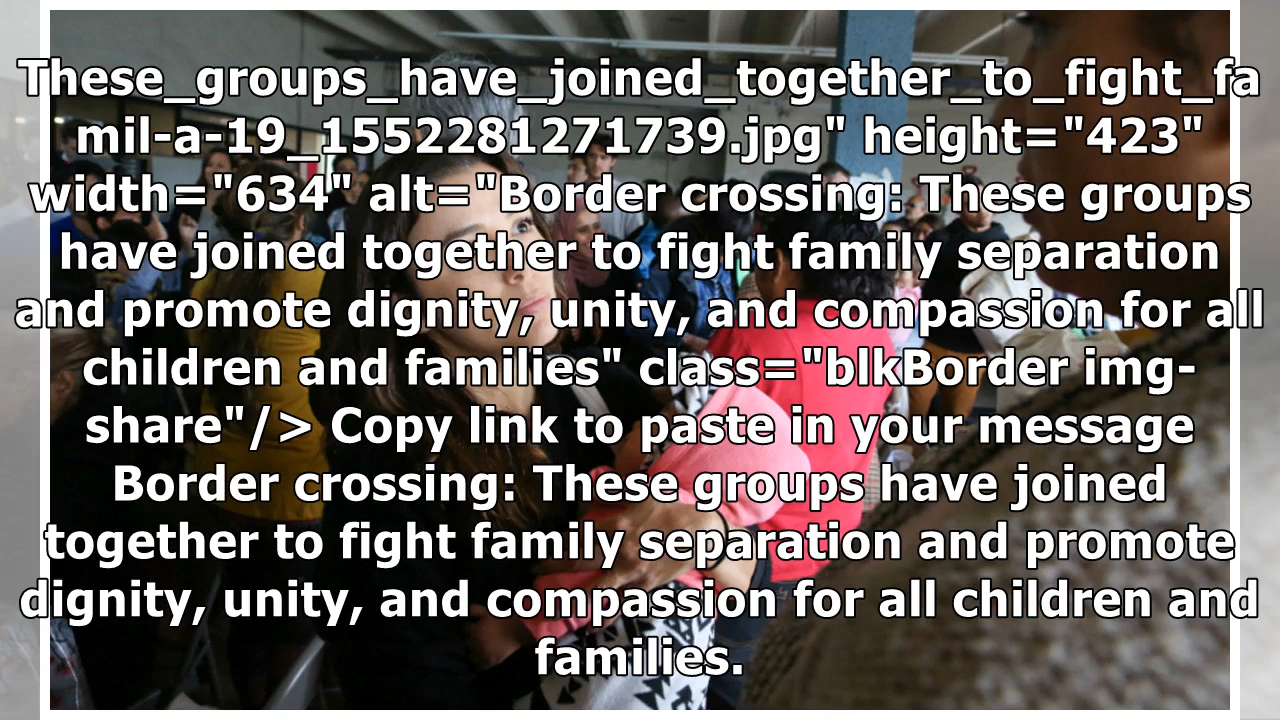 These_groups_have_joined_together_to_fight_fa
mil-a-19_1552281271739.jpg" height="423"
width="634" alt="Border crossing: These groups
have joined together to fight family separation
and promote dignity, unity, and compassion for all
children and families" class="blkBorder img-
share"/> Copy link to paste in your message
Border crossing: These groups have joined
together to fight family separation and promote
dignity, unity, and compassion for all children and
families.